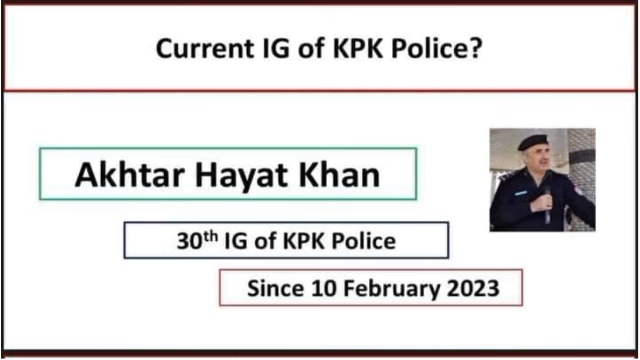 Current IG of KPK Police?
Akhtar Hayat Khan
30th IG of KPK Police
Since 10 February 2023